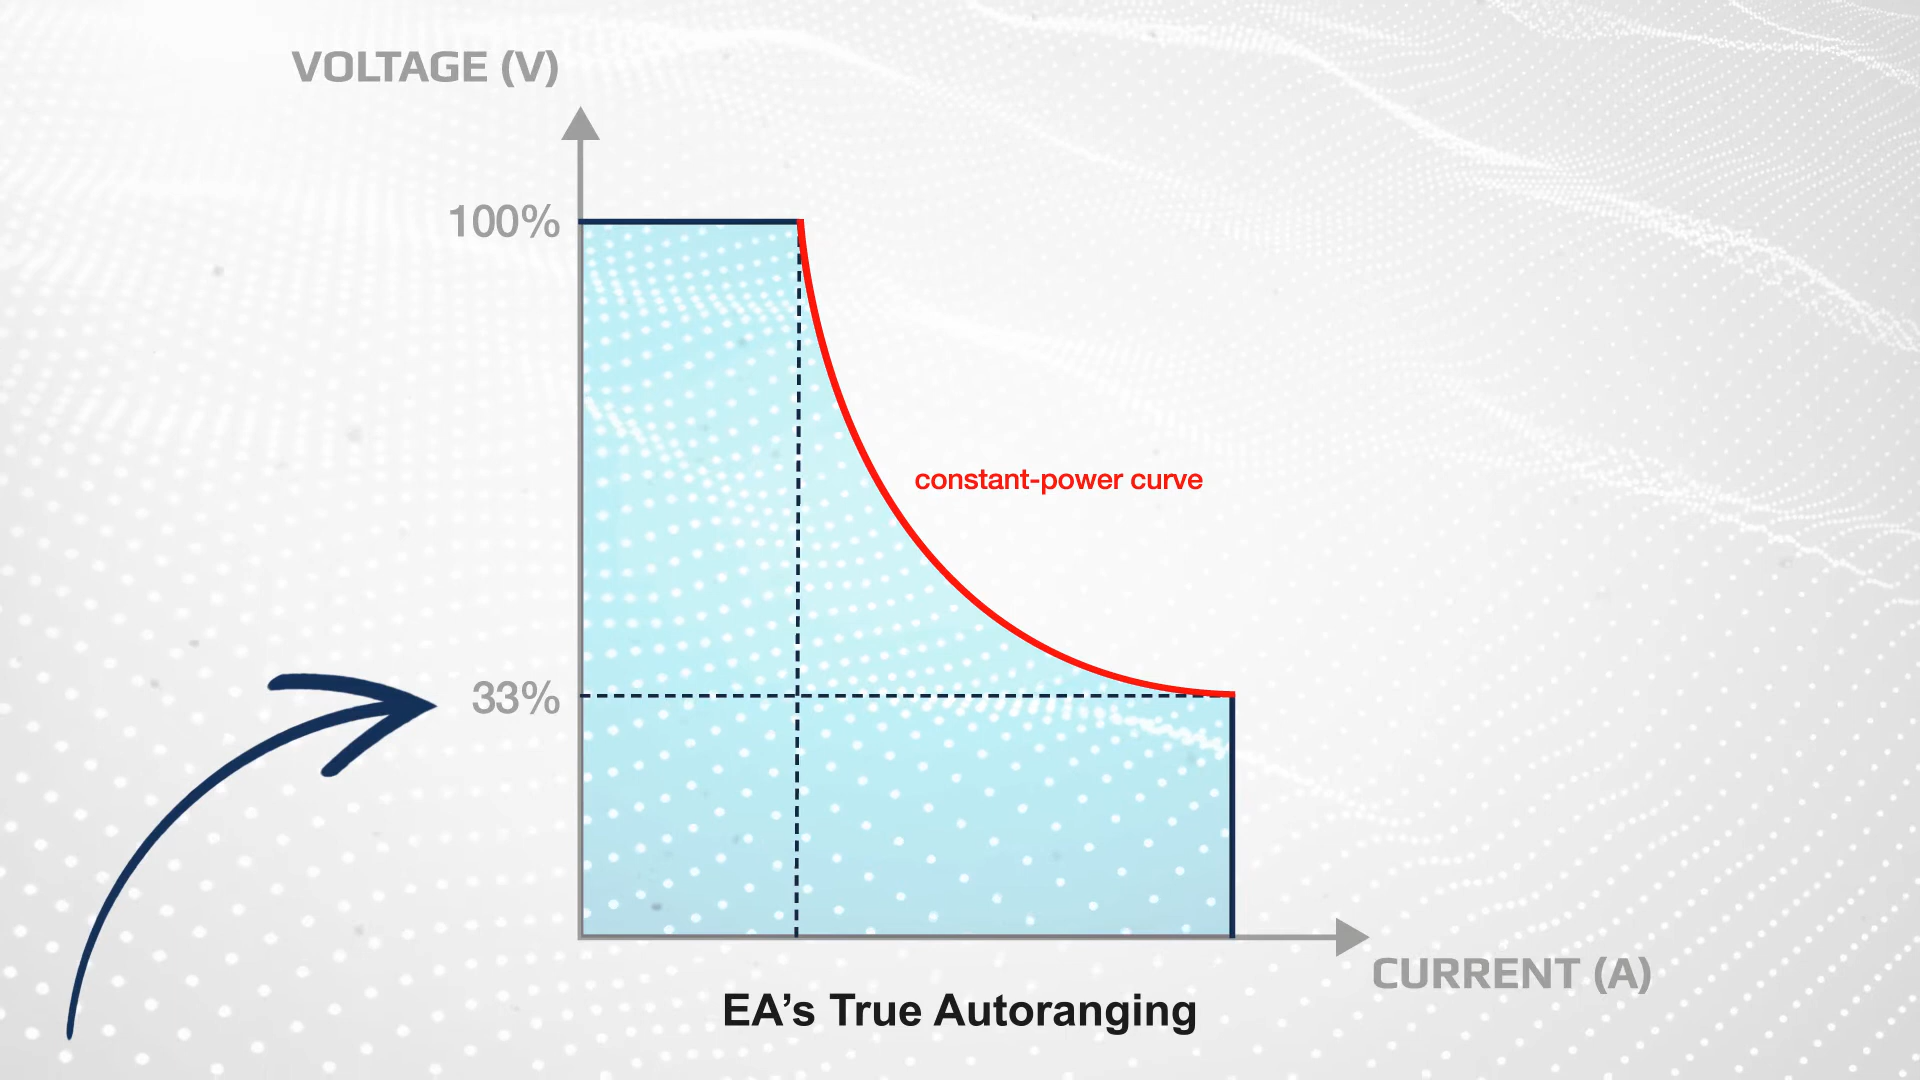 VOLTAGE (V)
100%
constant-power curve
33%
CURRENT (A)
EA’s True Autoranging